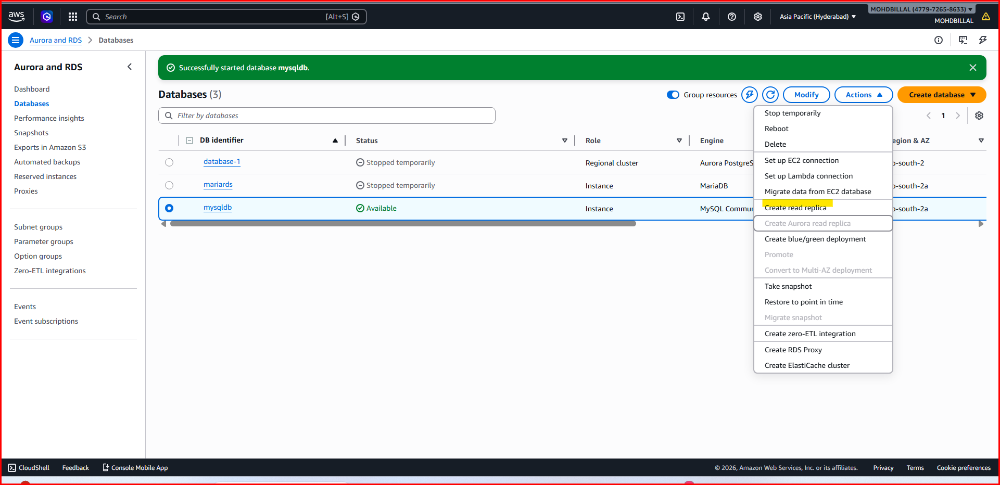 aws
Search [Alt+S]
Asia Pacific (Hyderabad)
MOHDBILLAL (4779-7265-8633)
MOHDBILLAL
Aurora and RDS > Databases
Aurora and RDS
Dashboard
Databases
Performance insights
Snapshots
Exports in Amazon S3
Automated backups
Reserved instances
Proxies
Subnet groups
Parameter groups
Option groups
Zero-ETL integrations
Events
Event subscriptions
Successfully started database mysqldb.
Databases (3)
Group resources
Modify
Actions
Create database
Filter by databases
1
DB identifier Status Role Engine egion & AZ
database-1 Stopped temporarily Regional cluster Aurora PostgreS o-south-2
mariards Stopped temporarily Instance MariaDB o-south-2a
mysqldb Available Instance MySQL Commur o-south-2a
Stop temporarily
Reboot
Delete
Set up EC2 connection
Set up Lambda connection
Migrate data from EC2 database
Create read replica
Create Aurora read replica
Create blue/green deployment
Promote
Convert to Multi-AZ deployment
Take snapshot
Restore to point in time
Migrate snapshot
Create zero-ETL integration
Create RDS Proxy
Create ElastiCache cluster
CloudShell Feedback Console Mobile App © 2026, Amazon Web Services, Inc. or its affiliates. Privacy Terms Cookie preferences